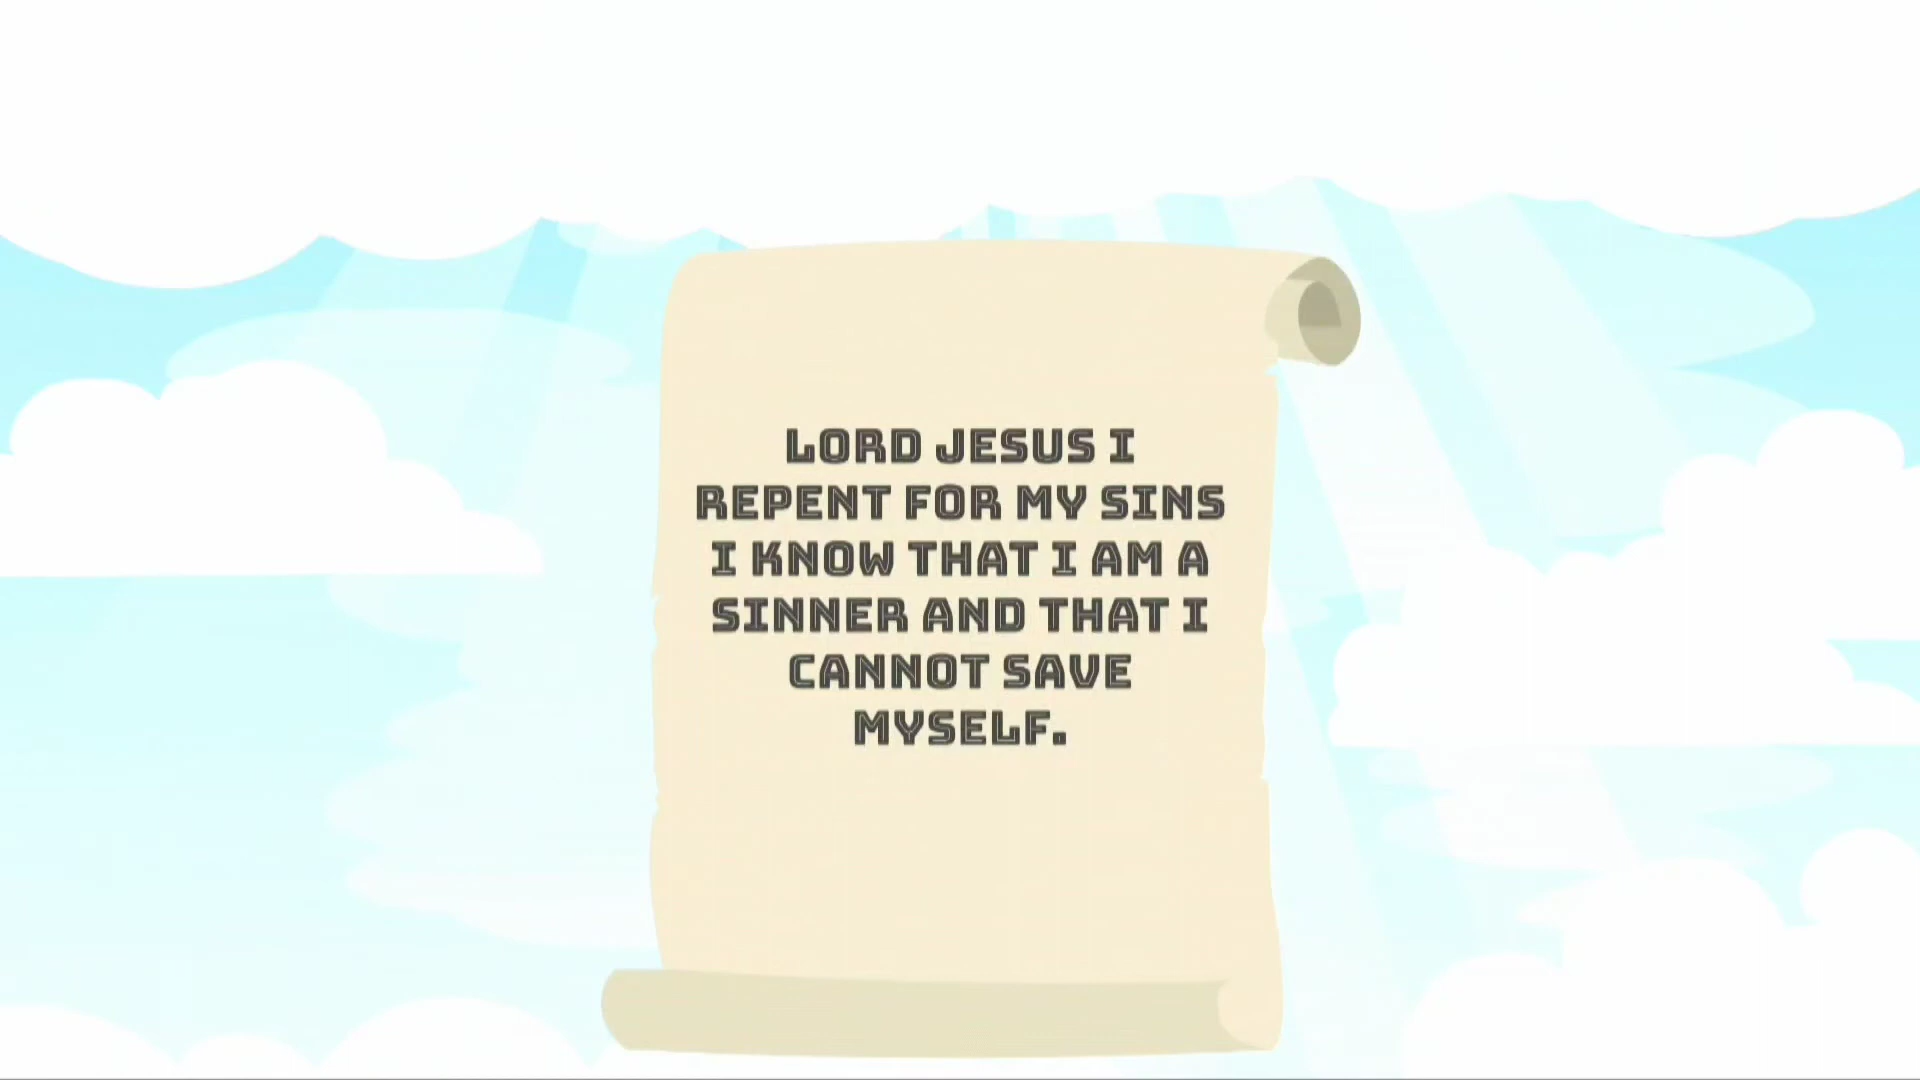 LORD JESUS I
REPENT FOR MY SINS
I KNOW THAT I AM A
SINNER AND THAT I
CANNOT SAVE
MYSELF.